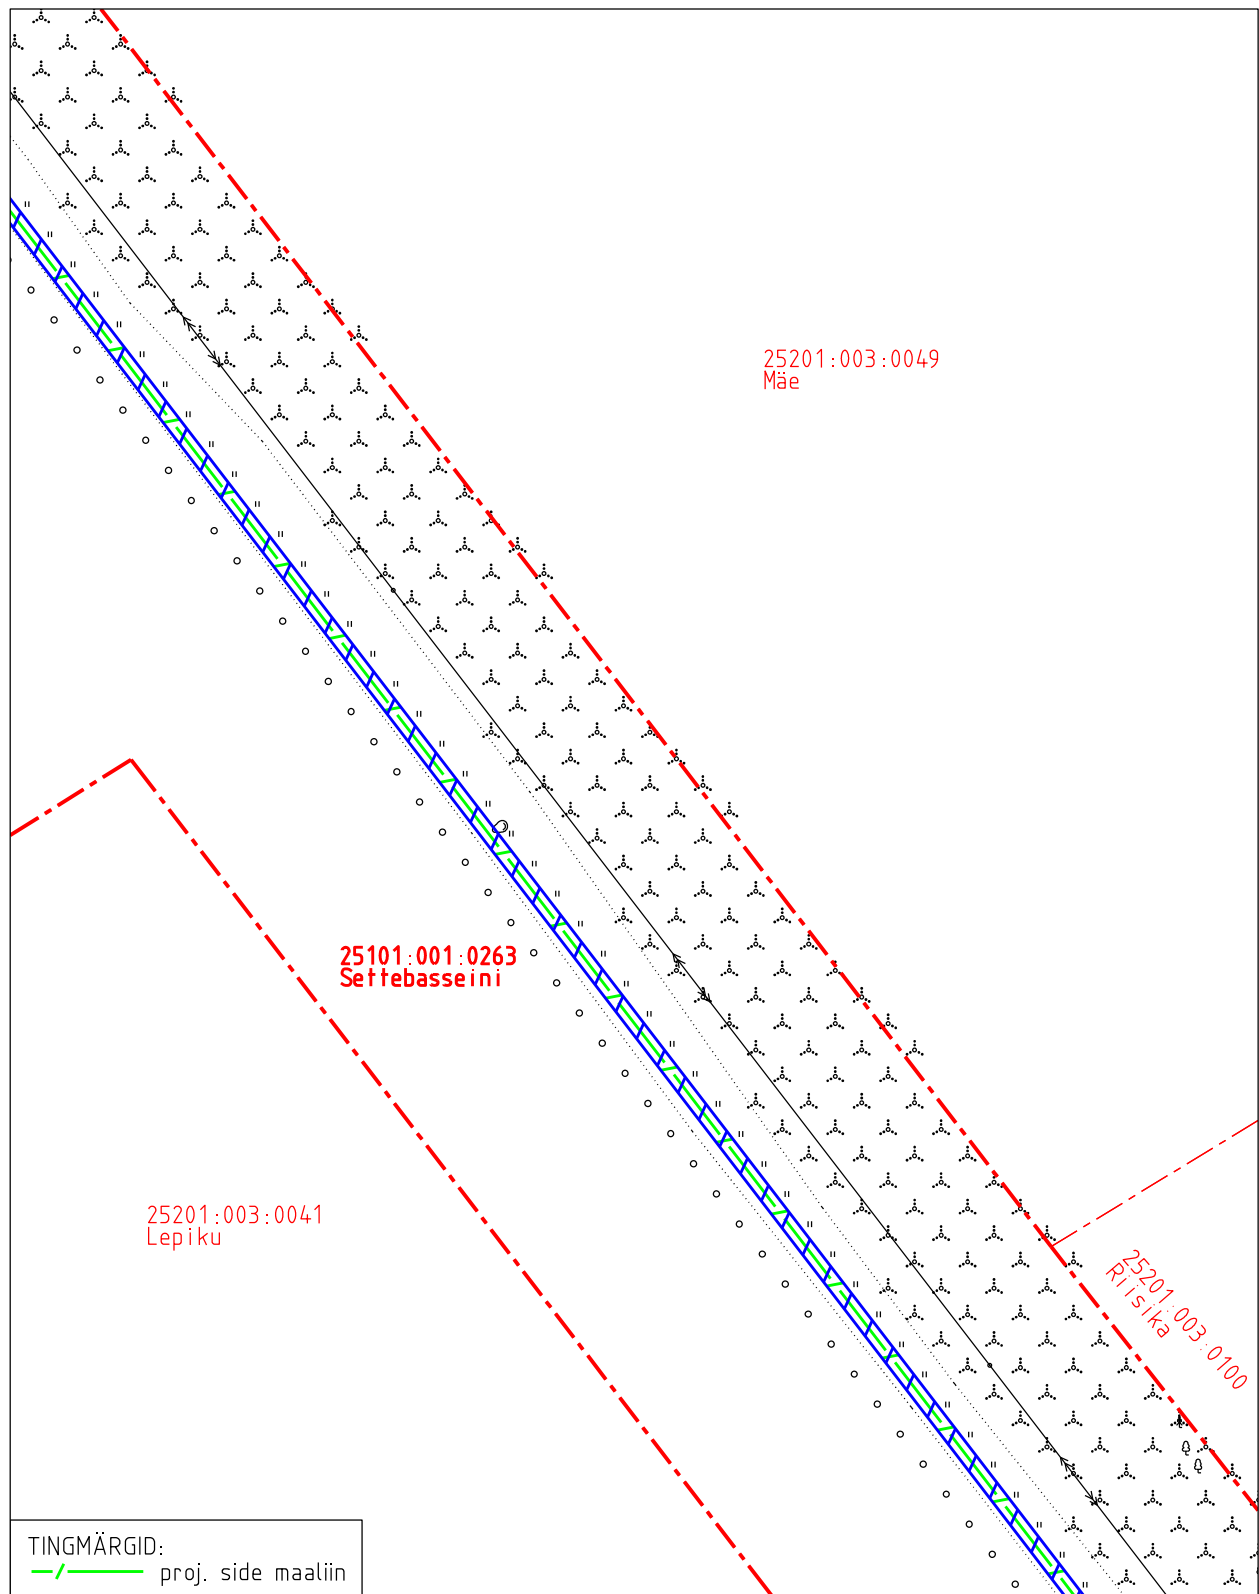 25201:003:0049
Mäe
25101:001:0263
Settebasseini
25201:003:0041
Lepiku
25201:003:0100
Riisika
TINGMÄRGID:
proj. side maaliin